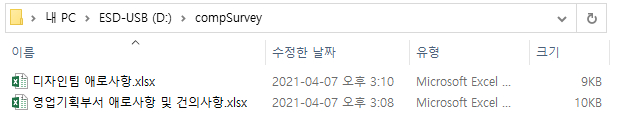 내 PC > ESD-USB (D:) > compSurvey
이름 수정한 날짜 유형 크기
디자인팀 애로사항.xlsx 2021-04-07 오후 3:10 Microsoft Excel ... 9KB
영업기획부서 애로사항 및 건의사항.xlsx 2021-04-07 오후 3:08 Microsoft Excel ... 10KB